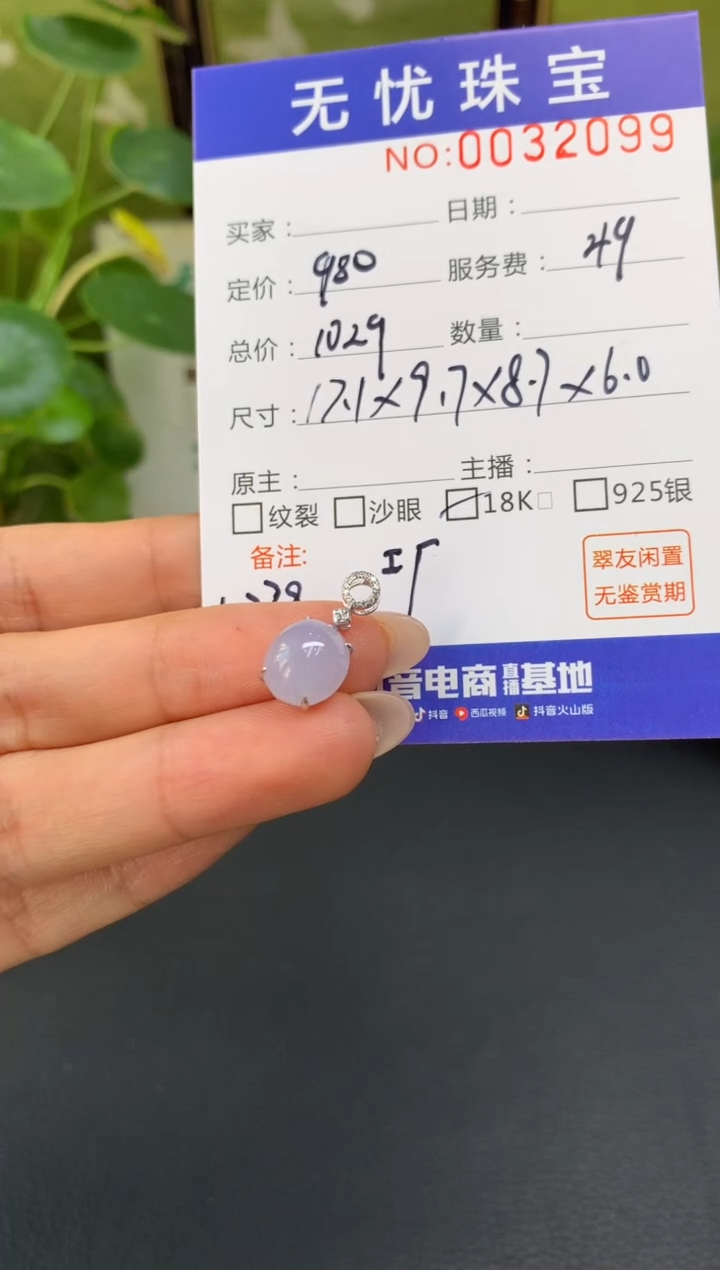 无忧珠宝
NO:0032099
买家： 日期：
定价：980 服务费：49
总价：1029 数量：
尺寸：17.1×9.7×8.7×6.0
原主： 主播：
纹裂 沙眼 18K 925银
备注：
翠友闲置
无鉴赏期
音电商直播基地
抖音 西瓜视频 抖音火山版